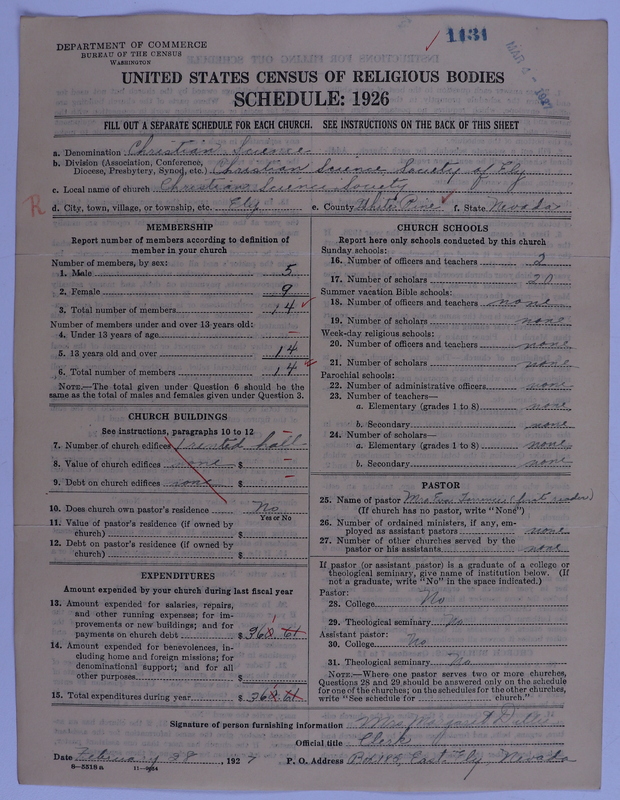 1131
MAR 4 - 1927
DEPARTMENT OF COMMERCE
BUREAU OF THE CENSUS
WASHINGTON
UNITED STATES CENSUS OF RELIGIOUS BODIES
SCHEDULE: 1926
FILL OUT A SEPARATE SCHEDULE FOR EACH CHURCH. SEE INSTRUCTIONS ON THE BACK OF THIS SHEET
a. Denomination Christian Science
b. Division (Association, Conference,
Diocese, Presbytery, Synod, etc.) Christian Science Society of Ely
c. Local name of church Christian Science Society
R d. City, town, village, or township, etc. Ely e. County White Pine f. State Nevada
MEMBERSHIP
Report number of members according to definition of
member in your church
Number of members, by sex:
1. Male 5
2. Female 9
3. Total number of members 14
Number of members under and over 13 years old:
4. Under 13 years of age –
5. 13 years old and over 14
6. Total number of members 14
NOTE.—The total given under Question 6 should be the
same as the total of males and females given under Question 3.
CHURCH BUILDINGS
See instructions, paragraphs 10 to 12
7. Number of church edifices 1 rented hall –
8. Value of church edifices none $ –
9. Debt on church edifices none $ –
10. Does church own pastor's residence No
Yes or No
11. Value of pastor's residence (if owned by
church) $
12. Debt on pastor's residence (if owned by
church) $
EXPENDITURES
Amount expended by your church during last fiscal year
13. Amount expended for salaries, repairs,
and other running expenses; for im-
provements or new buildings; and for
payments on church debt $
14. Amount expended for benevolences, in-
cluding home and foreign missions; for
denominational support; and for all
other purposes $
15. Total expenditures during year $
CHURCH SCHOOLS
Report here only schools conducted by this church
Sunday schools:
16. Number of officers and teachers 2
17. Number of scholars 20
Summer vacation Bible schools:
18. Number of officers and teachers none
19. Number of scholars none
Week-day religious schools:
20. Number of officers and teachers none
21. Number of scholars none
Parochial schools:
22. Number of administrative officers none
23. Number of teachers—
a. Elementary (grades 1 to 8) none
b. Secondary none
24. Number of scholars—
a. Elementary (grades 1 to 8) none
b. Secondary none
PASTOR
25. Name of pastor Mrs (first reader)
(If church has no pastor, write "None")
26. Number of ordained ministers, if any, em-
ployed as assistant pastors none
27. Number of other churches served by the
pastor or his assistants none
If pastor (or assistant pastor) is a graduate of a college or
theological seminary, give name of institution below. (If
not a graduate, write "No" in the space indicated.)
Pastor:
28. College No
29. Theological seminary No
Assistant pastor:
30. College No
31. Theological seminary No
NOTE.—Where one pastor serves two or more churches,
Questions 28 and 29 should be answered only on the schedule
for one of the churches; on the schedules for the other churches,
write "See schedule for church."
Signature of person furnishing information Mrs. Margaret
Official title Clerk
Date February 28, 1927 P. O. Address Box 148, East Ely Nevada
8—5518 a 11—9284